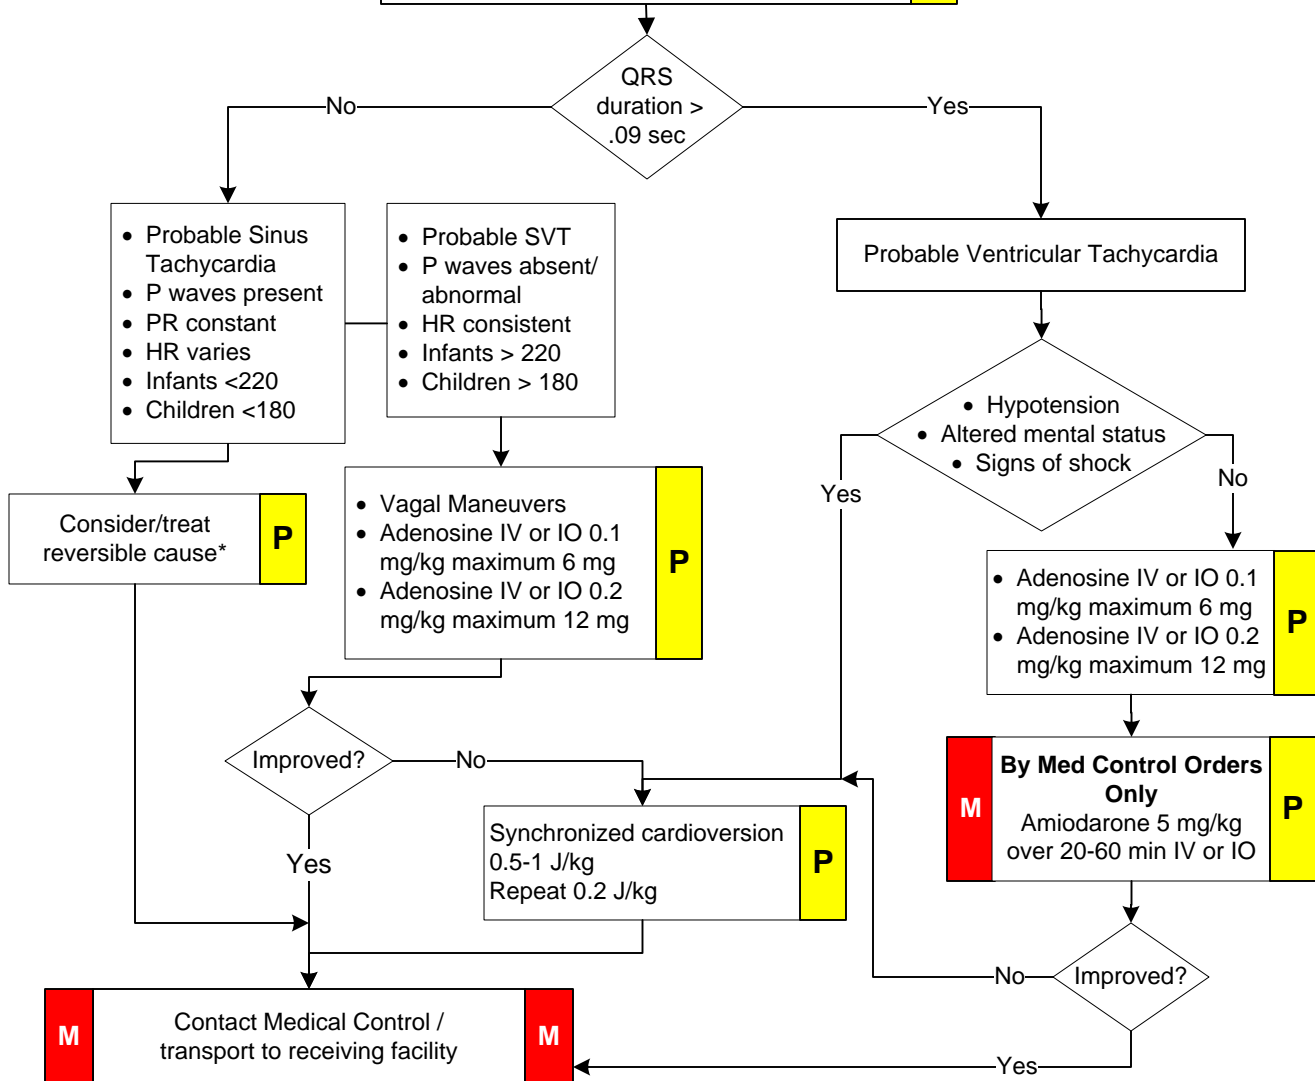 QRS
duration >
.09 sec
No
Yes
• Probable Sinus
Tachycardia
• P waves present
• PR constant
• HR varies
• Infants <220
• Children <180
• Probable SVT
• P waves absent/
abnormal
• HR consistent
• Infants > 220
• Children > 180
Probable Ventricular Tachycardia
• Hypotension
• Altered mental status
• Signs of shock
Yes
No
Consider/treat
reversible cause*
P
• Vagal Maneuvers
• Adenosine IV or IO 0.1
mg/kg maximum 6 mg
• Adenosine IV or IO 0.2
mg/kg maximum 12 mg
P
• Adenosine IV or IO 0.1
mg/kg maximum 6 mg
• Adenosine IV or IO 0.2
mg/kg maximum 12 mg
P
Improved?
No
Yes
M
By Med Control Orders
Only
Amiodarone 5 mg/kg
over 20-60 min IV or IO
P
Synchronized cardioversion
0.5-1 J/kg
Repeat 0.2 J/kg
P
Improved?
No
Yes
M
Contact Medical Control /
transport to receiving facility
M